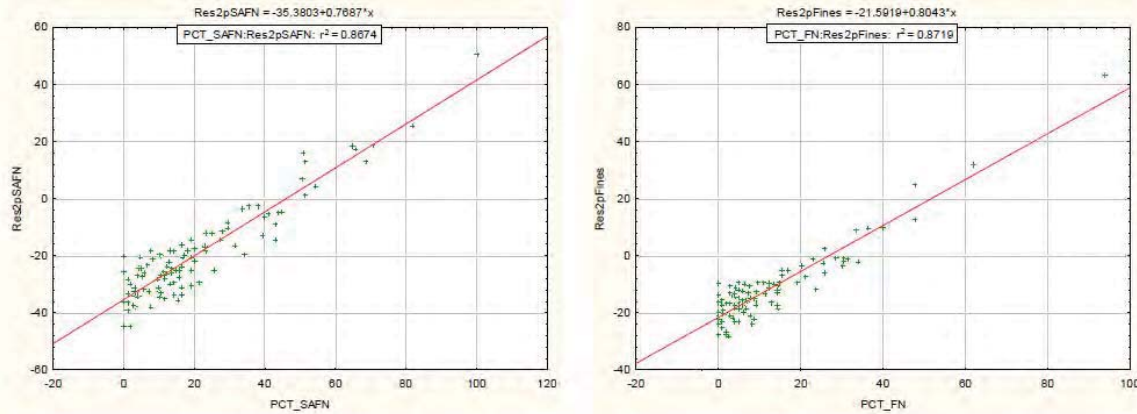 Res2pSAFN = -35.3803+0.7687*x
PCT_SAFN:Res2pSAFN: r² = 0.8674
60
40
20
0
-20
-40
-60
Res2pSAFN
-20 0 20 40 60 80 100 120
PCT_SAFN
Res2pFines = -21.5919+0.8043*x
PCT_FN:Res2pFines: r² = 0.8719
80
60
40
20
0
-20
-40
Res2pFines
-20 0 20 40 60 80 100
PCT_FN